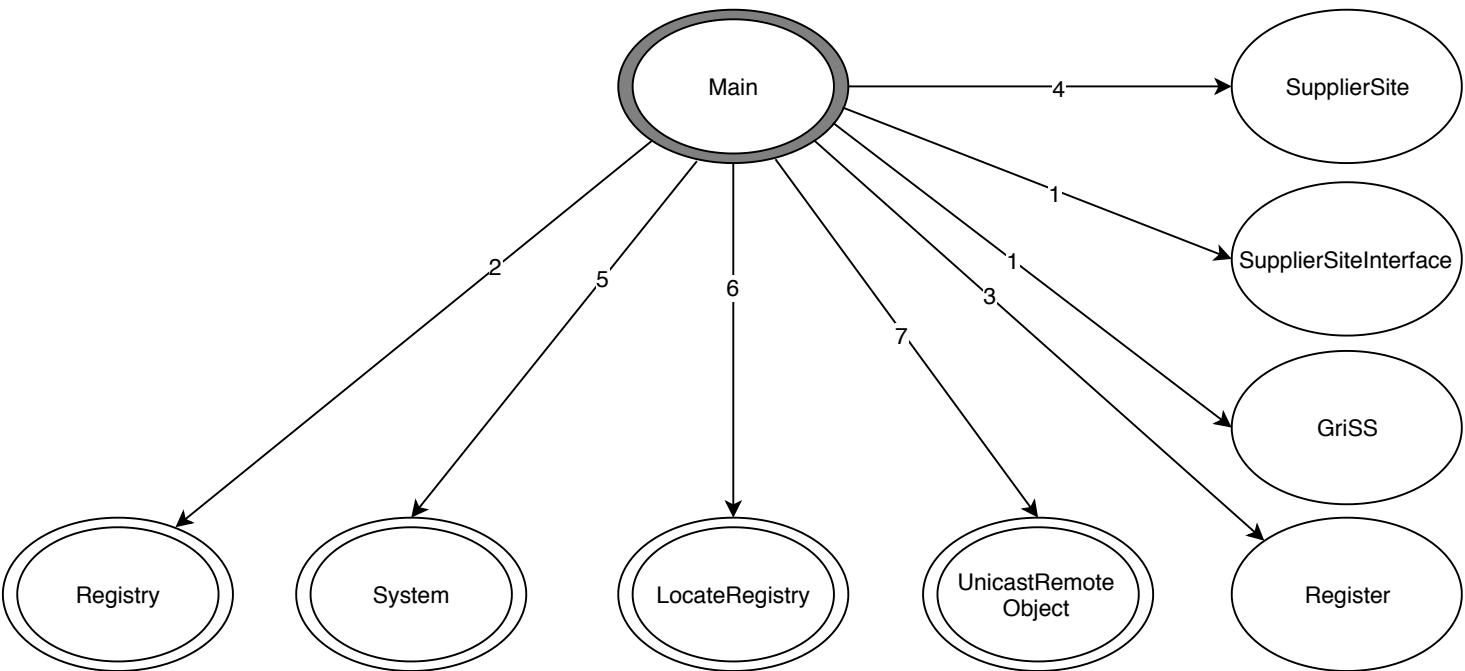 Main
4
SupplierSite
1
SupplierSiteInterface
2
5
6
7
1
3
GriSS
Registry
System
LocateRegistry
UnicastRemote
Object
Register